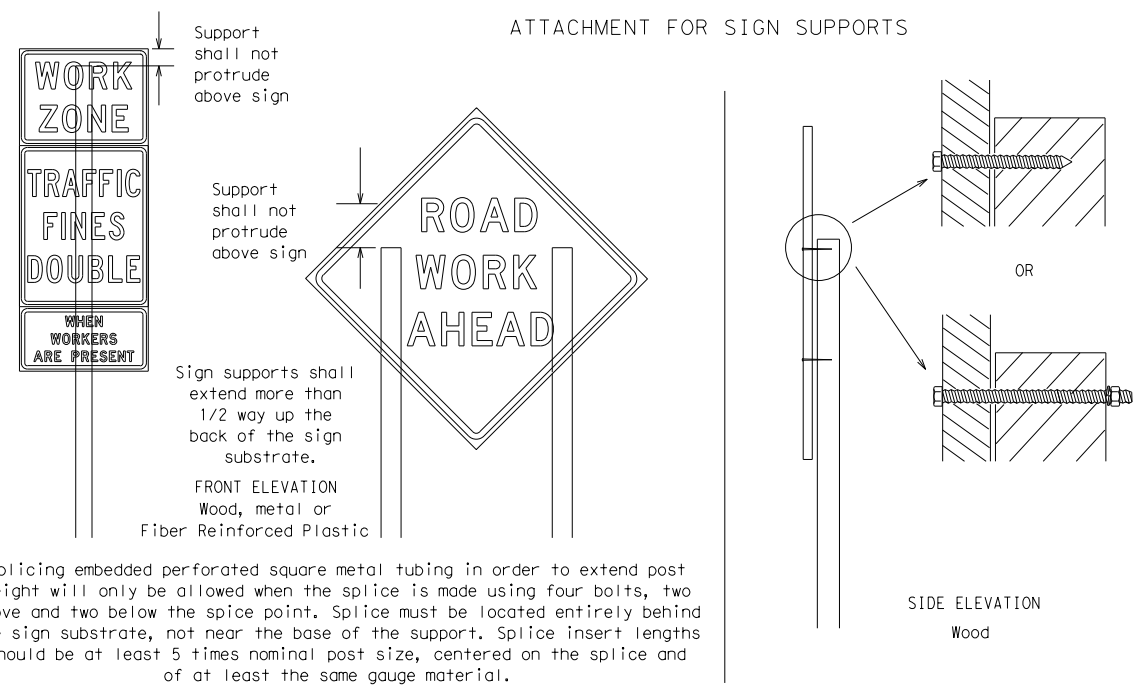 ATTACHMENT FOR SIGN SUPPORTS
Support
shall not
protrude
above sign
WORK
ZONE
TRAFFIC
FINES
DOUBLE
WHEN
WORKERS
ARE PRESENT
Support
shall not
protrude
above sign
ROAD
WORK
AHEAD
Sign supports shall
extend more than
1/2 way up the
back of the sign
substrate.
FRONT ELEVATION
Wood, metal or
Fiber Reinforced Plastic
embedded perforated square metal tubing in order to extend post
will only be allowed when the splice is made using four bolts, two
and two below the spice point. Splice must be located entirely behind
sign substrate, not near the base of the support. Splice insert lengths
be at least 5 times nominal post size, centered on the splice and
of at least the same gauge material.
OR
SIDE ELEVATION
Wood